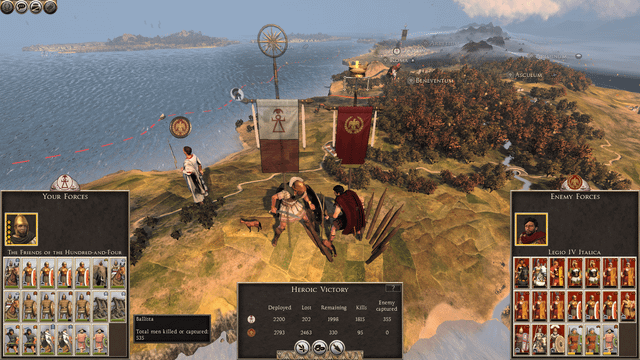 Asculum
Beneventum
Your Forces
The Friends of the Hundred-and-Four
Enemy Forces
Legio IV Italica
Ballista
Total men killed or captured:
535
Heroic Victory
Deployed Lost Remaining Kills Enemy captured
2200 202 1998 1813 355
2793 2463 330 95 0